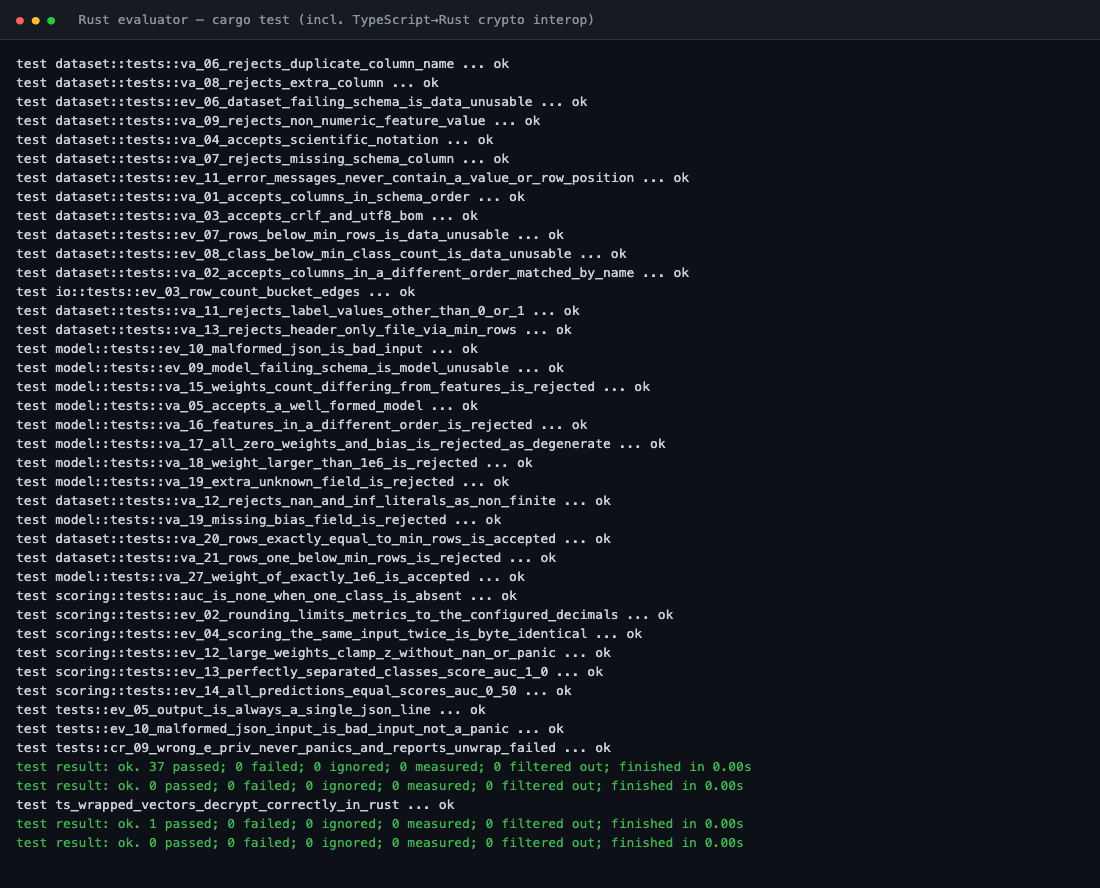 Rust evaluator — cargo test (incl. TypeScript→Rust crypto interop)
test dataset::tests::va_06_rejects_duplicate_column_name ... ok
test dataset::tests::va_08_rejects_extra_column ... ok
test dataset::tests::ev_06_dataset_failing_schema_is_data_unusable ... ok
test dataset::tests::va_09_rejects_non_numeric_feature_value ... ok
test dataset::tests::va_04_accepts_scientific_notation ... ok
test dataset::tests::va_07_rejects_missing_schema_column ... ok
test dataset::tests::ev_11_error_messages_never_contain_a_value_or_row_position ... ok
test dataset::tests::va_01_accepts_columns_in_schema_order ... ok
test dataset::tests::va_03_accepts_crlf_and_utf8_bom ... ok
test dataset::tests::ev_07_rows_below_min_rows_is_data_unusable ... ok
test dataset::tests::ev_08_class_below_min_class_count_is_data_unusable ... ok
test dataset::tests::va_02_accepts_columns_in_a_different_order_matched_by_name ... ok
test io::tests::ev_03_row_count_bucket_edges ... ok
test dataset::tests::va_11_rejects_label_values_other_than_0_or_1 ... ok
test dataset::tests::va_13_rejects_header_only_file_via_min_rows ... ok
test model::tests::ev_10_malformed_json_is_bad_input ... ok
test model::tests::ev_09_model_failing_schema_is_model_unusable ... ok
test model::tests::va_15_weights_count_differing_from_features_is_rejected ... ok
test model::tests::va_05_accepts_a_well_formed_model ... ok
test model::tests::va_16_features_in_a_different_order_is_rejected ... ok
test model::tests::va_17_all_zero_weights_and_bias_is_rejected_as_degenerate ... ok
test model::tests::va_18_weight_larger_than_1e6_is_rejected ... ok
test model::tests::va_19_extra_unknown_field_is_rejected ... ok
test dataset::tests::va_12_rejects_nan_and_inf_literals_as_non_finite ... ok
test model::tests::va_19_missing_bias_field_is_rejected ... ok
test dataset::tests::va_20_rows_exactly_equal_to_min_rows_is_accepted ... ok
test dataset::tests::va_21_rows_one_below_min_rows_is_rejected ... ok
test model::tests::va_27_weight_of_exactly_1e6_is_accepted ... ok
test scoring::tests::auc_is_none_when_one_class_is_absent ... ok
test scoring::tests::ev_02_rounding_limits_metrics_to_the_configured_decimals ... ok
test scoring::tests::ev_04_scoring_the_same_input_twice_is_byte_identical ... ok
test scoring::tests::ev_12_large_weights_clamp_z_without_nan_or_panic ... ok
test scoring::tests::ev_13_perfectly_separated_classes_score_auc_1_0 ... ok
test scoring::tests::ev_14_all_predictions_equal_scores_auc_0_50 ... ok
test tests::ev_05_output_is_always_a_single_json_line ... ok
test tests::ev_10_malformed_json_input_is_bad_input_not_a_panic ... ok
test tests::cr_09_wrong_e_priv_never_panics_and_reports_unwrap_failed ... ok
test result: ok. 37 passed; 0 failed; 0 ignored; 0 measured; 0 filtered out; finished in 0.00s
test result: ok. 0 passed; 0 failed; 0 ignored; 0 measured; 0 filtered out; finished in 0.00s
test ts_wrapped_vectors_decrypt_correctly_in_rust ... ok
test result: ok. 1 passed; 0 failed; 0 ignored; 0 measured; 0 filtered out; finished in 0.00s
test result: ok. 0 passed; 0 failed; 0 ignored; 0 measured; 0 filtered out; finished in 0.00s